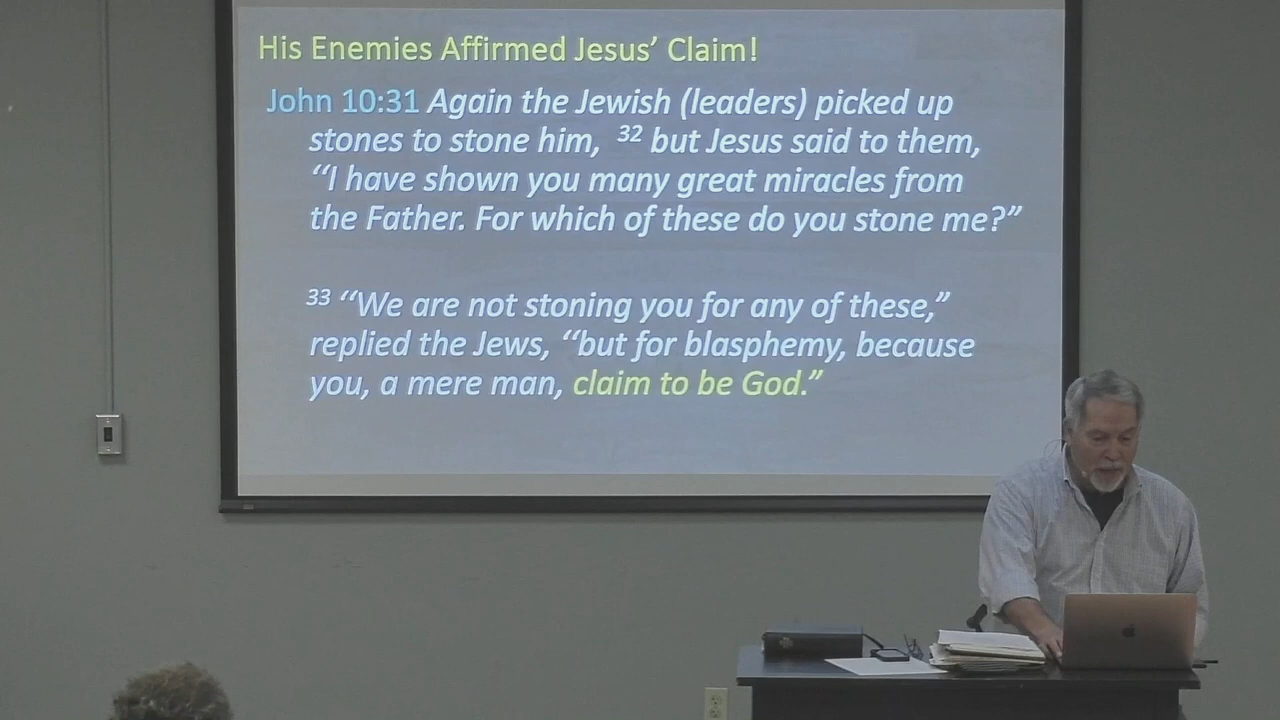 His Enemies Affirmed Jesus’ Claim!
John 10:31 Again the Jewish (leaders) picked up
stones to stone him, 32 but Jesus said to them,
“I have shown you many great miracles from
the Father. For which of these do you stone me?”
33 “We are not stoning you for any of these,”
replied the Jews, “but for blasphemy, because
you, a mere man, claim to be God.”